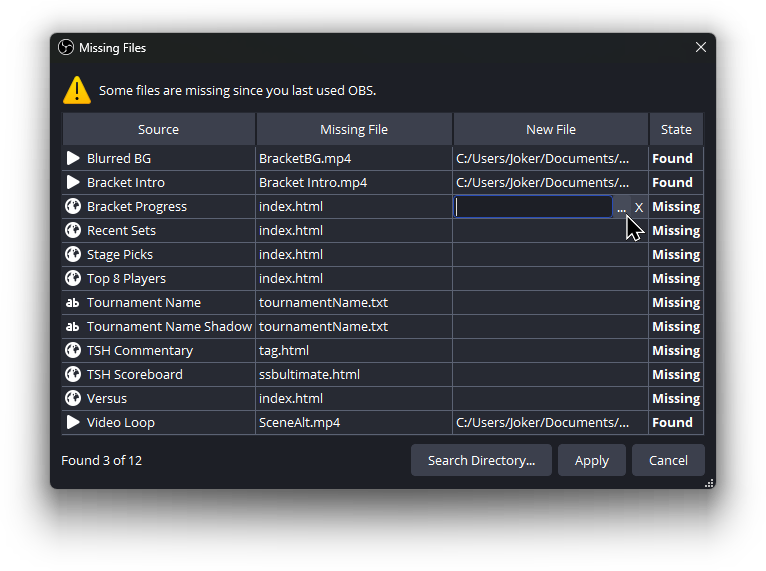 Missing Files
Some files are missing since you last used OBS.
Source Missing File New File State
Blurred BG BracketBG.mp4 C:/Users/Joker/Documents/... Found
Bracket Intro Bracket Intro.mp4 C:/Users/Joker/Documents/... Found
Bracket Progress index.html ... X Missing
Recent Sets index.html Missing
Stage Picks index.html Missing
Top 8 Players index.html Missing
ab Tournament Name tournamentName.txt Missing
ab Tournament Name Shadow tournamentName.txt Missing
TSH Commentary tag.html Missing
TSH Scoreboard ssbultimate.html Missing
Versus index.html Missing
Video Loop SceneAlt.mp4 C:/Users/Joker/Documents/... Found
Found 3 of 12 Search Directory... Apply Cancel